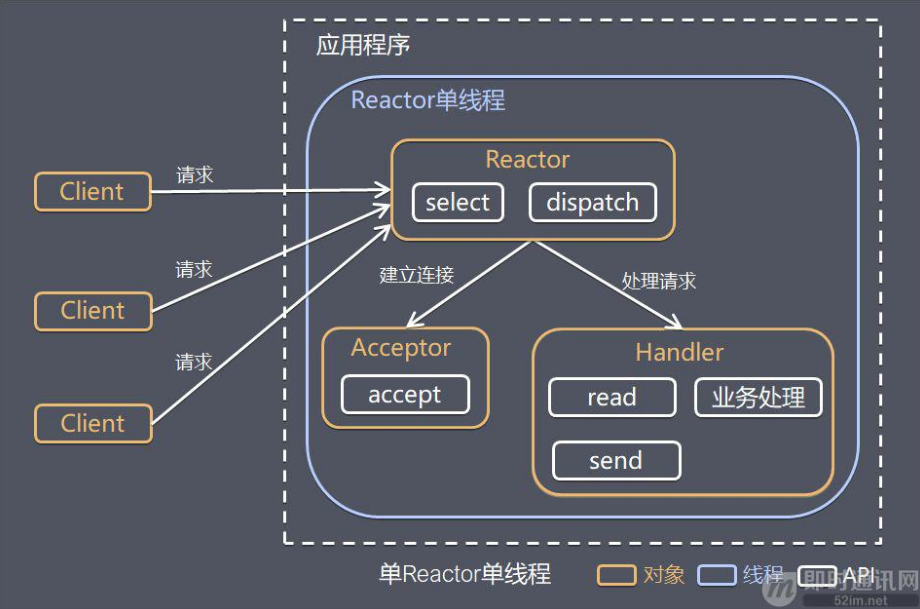 应用程序
Reactor单线程
Reactor
select
dispatch
Client
请求
Client
请求
Client
请求
建立连接
处理请求
Acceptor
accept
Handler
read
业务处理
send
单Reactor单线程
对象
线程
API
即时通讯网
52im.net